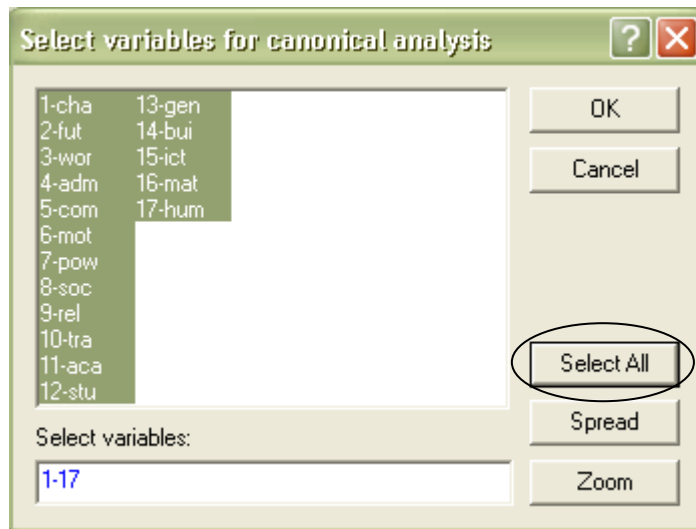 Select variables for canonical analysis
?
1-cha 13-gen
2-fut 14-bui
3-wor 15-ict
4-adm 16-mat
5-com 17-hum
6-mot
7-pow
8-soc
9-rel
10-tra
11-aca
12-stu
OK
Cancel
Select All
Spread
Zoom
Select variables:
1-17